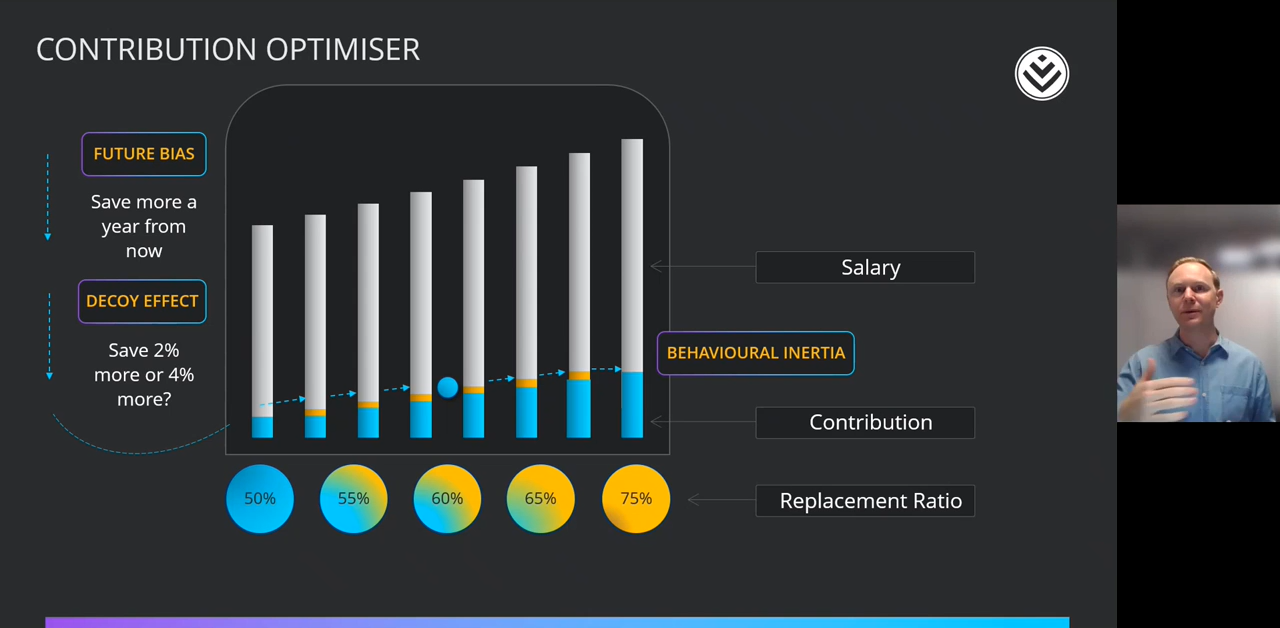 CONTRIBUTION OPTIMISER
FUTURE BIAS
Save more a
year from
now
DECOY EFFECT
Save 2%
more or 4%
more?
Salary
BEHAVIOURAL INERTIA
Contribution
50%
55%
60%
65%
75%
Replacement Ratio